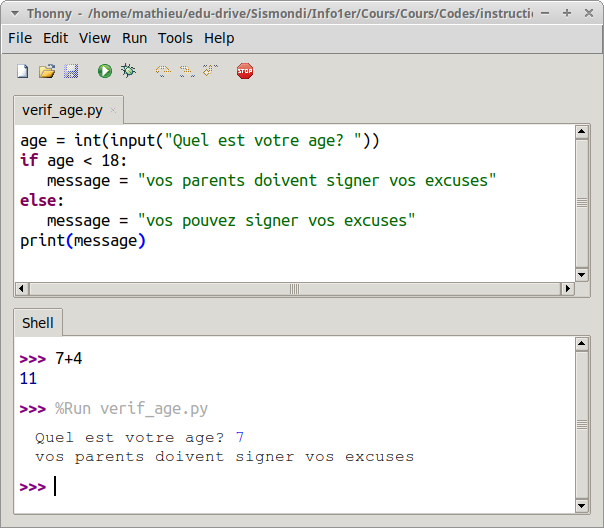 Thonny - /home/mathieu/edu-drive/Sismondi/Info1er/Cours/Cours/Codes/instructio
File Edit View Run Tools Help
STOP
verif_age.py
age = int(input("Quel est votre age? "))
if age < 18:
   message = "vos parents doivent signer vos excuses"
else:
   message = "vos pouvez signer vos excuses"
print(message)
Shell
>>> 7+4
11
>>> %Run verif_age.py
Quel est votre age? 7
vos parents doivent signer vos excuses
>>>